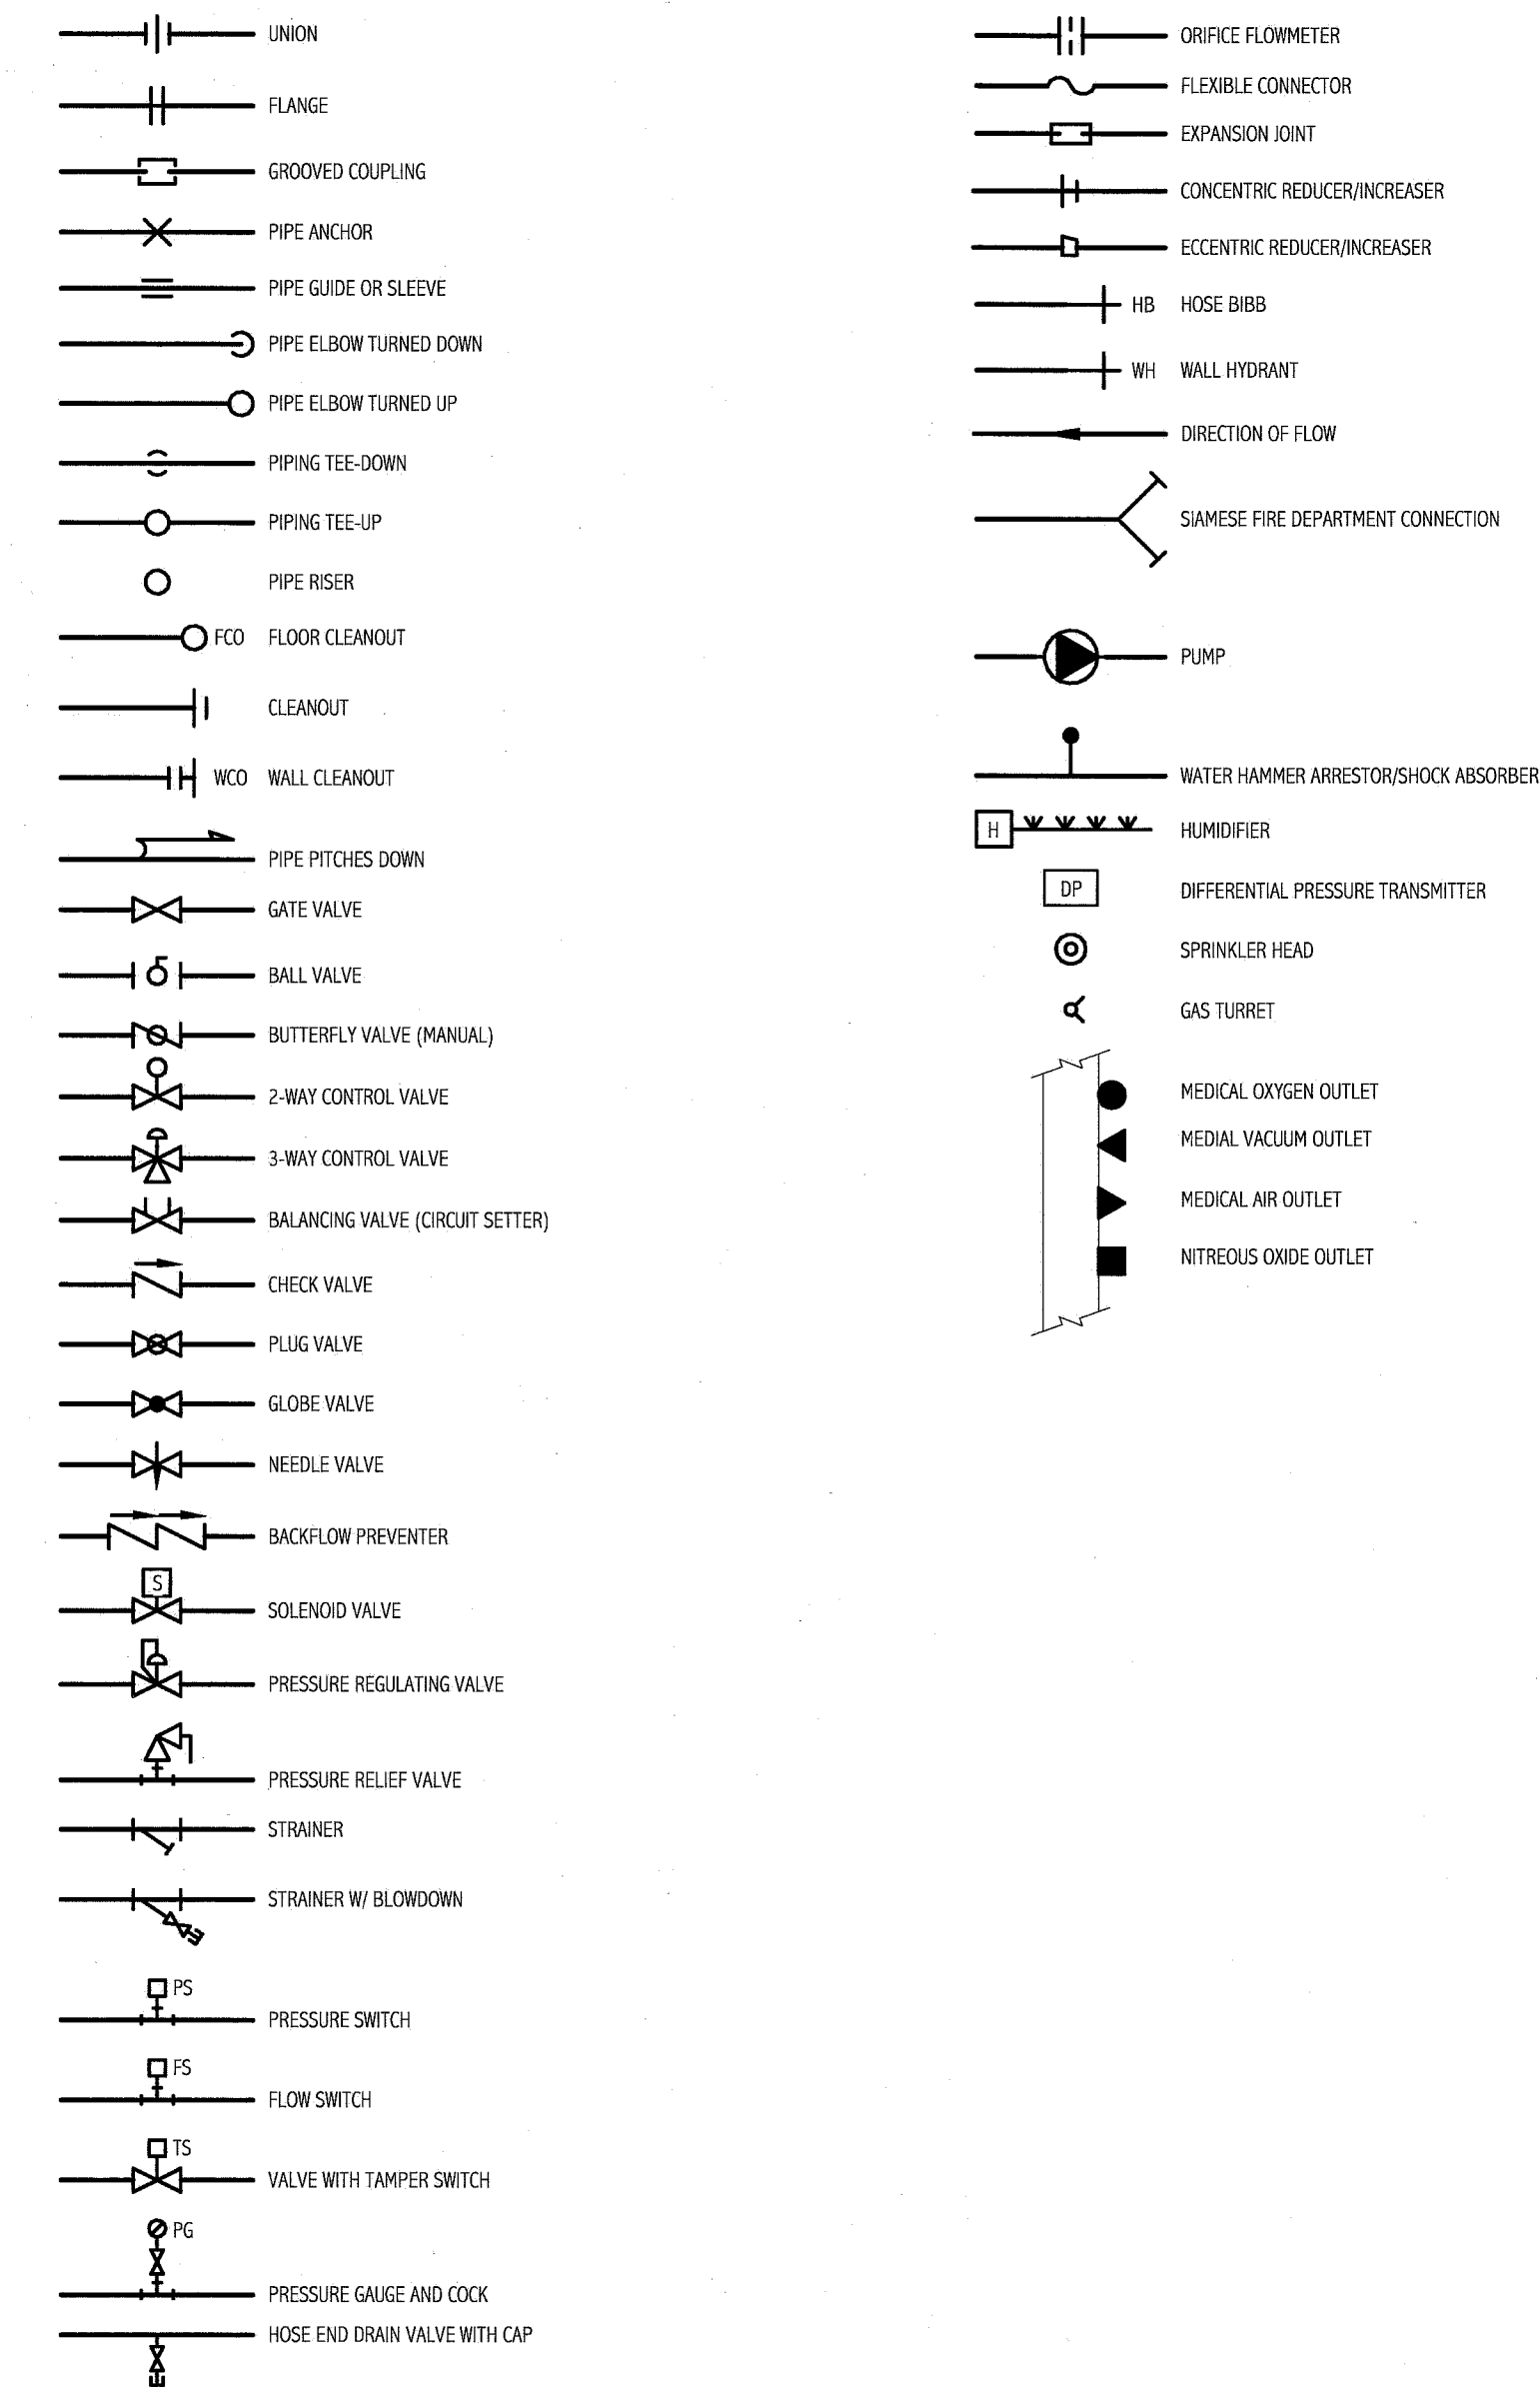 UNION
FLANGE
GROOVED COUPLING
PIPE ANCHOR
PIPE GUIDE OR SLEEVE
PIPE ELBOW TURNED DOWN
PIPE ELBOW TURNED UP
PIPING TEE-DOWN
PIPING TEE-UP
PIPE RISER
FCO FLOOR CLEANOUT
CLEANOUT
WCO WALL CLEANOUT
PIPE PITCHES DOWN
GATE VALVE
BALL VALVE
BUTTERFLY VALVE (MANUAL)
2-WAY CONTROL VALVE
3-WAY CONTROL VALVE
BALANCING VALVE (CIRCUIT SETTER)
CHECK VALVE
PLUG VALVE
GLOBE VALVE
NEEDLE VALVE
BACKFLOW PREVENTER
S
SOLENOID VALVE
PRESSURE REGULATING VALVE
PRESSURE RELIEF VALVE
STRAINER
STRAINER W/ BLOWDOWN
PS
PRESSURE SWITCH
FS
FLOW SWITCH
TS
VALVE WITH TAMPER SWITCH
PG
PRESSURE GAUGE AND COCK
HOSE END DRAIN VALVE WITH CAP
ORIFICE FLOWMETER
FLEXIBLE CONNECTOR
EXPANSION JOINT
CONCENTRIC REDUCER/INCREASER
ECCENTRIC REDUCER/INCREASER
HB HOSE BIBB
WH WALL HYDRANT
DIRECTION OF FLOW
SIAMESE FIRE DEPARTMENT CONNECTION
PUMP
WATER HAMMER ARRESTOR/SHOCK ABSORBER
H HUMIDIFIER
DP DIFFERENTIAL PRESSURE TRANSMITTER
SPRINKLER HEAD
GAS TURRET
MEDICAL OXYGEN OUTLET
MEDIAL VACUUM OUTLET
MEDICAL AIR OUTLET
NITREOUS OXIDE OUTLET